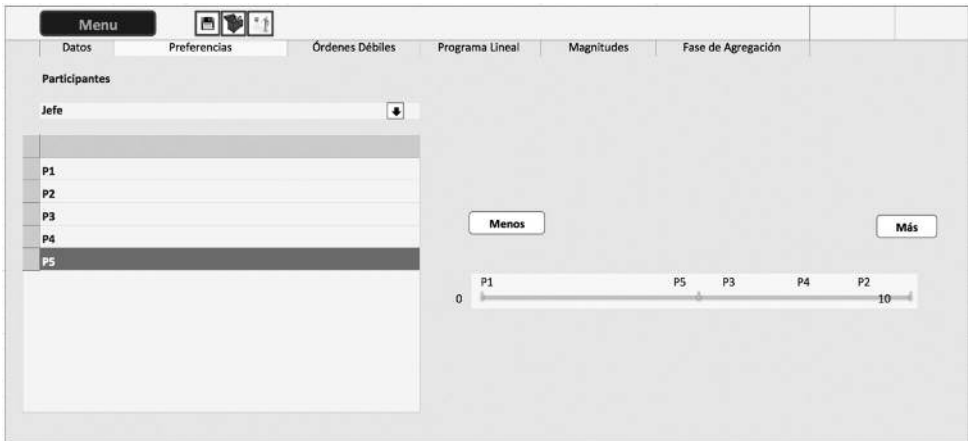 Menu
Datos Preferencias Órdenes Débiles Programa Lineal Magnitudes Fase de Agregación
Participantes
Jefe
P1
P2
P3
P4
P5
Menos Más
P1 P5 P3 P4 P2
0 10